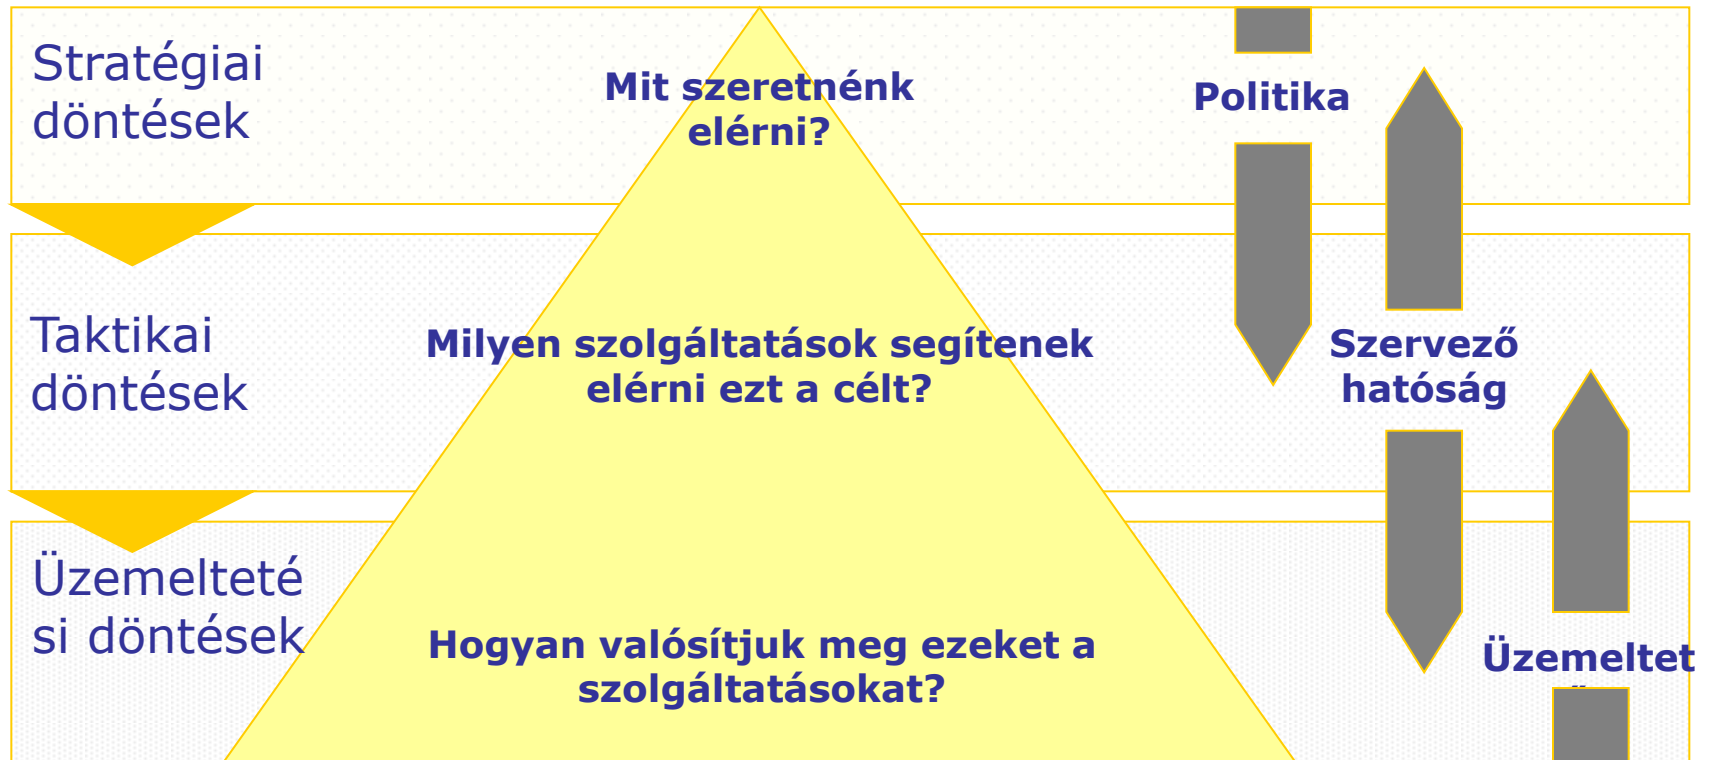 Stratégiai
döntések
Mit szeretnénk
elérni?
Politika
Taktikai
döntések
Milyen szolgáltatások segítenek
elérni ezt a célt?
Szervező
hatóság
Üzemelteté
si döntések
Hogyan valósítjuk meg ezeket a
szolgáltatásokat?
Üzemeltet